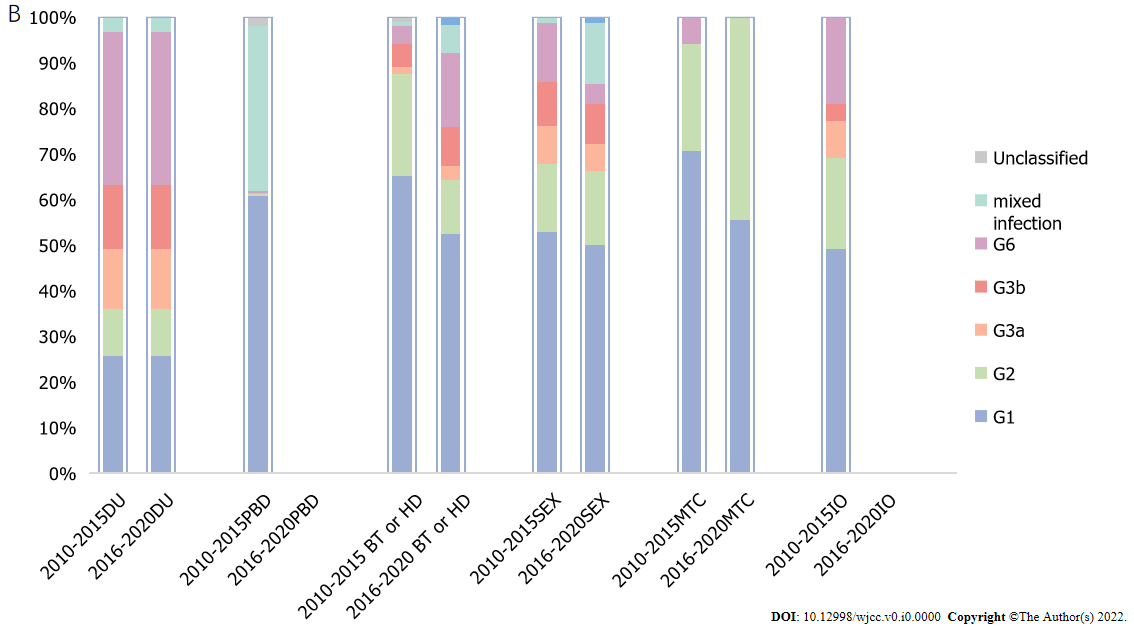 B
100%
90%
80%
70%
60%
50%
40%
30%
20%
10%
0%
2010-2015DU
2016-2020DU
2010-2015PBD
2016-2020PBD
2010-2015 BT or HD
2016-2020 BT or HD
2010-2015SEX
2016-2020SEX
2010-2015MTC
2016-2020MTC
2010-2015IO
2016-2020IO
Unclassified
mixed
infection
G6
G3b
G3a
G2
G1
DOI: 10.12998/wjcc.v0.i0.0000 Copyright ©The Author(s) 2022.